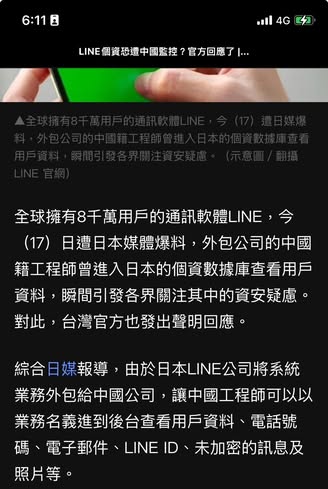 6:11
4G
LINE個資恐遭中國監控？官方回應了 |...
▲全球擁有8千萬用戶的通訊軟體LINE，今（17）遭日媒爆
料，外包公司的中國籍工程師曾進入日本的個資數據庫查看用
戶資料，瞬間引發各界關注資安疑慮。（示意圖 / 翻攝
LINE 官網）
全球擁有8千萬用戶的通訊軟體LINE，今
（17）日遭日本媒體爆料，外包公司的中國
籍工程師曾進入日本的個資數據庫查看用戶
資料，瞬間引發各界關注其中的資安疑慮。
對此，台灣官方也發出聲明回應。
綜合日媒報導，由於日本LINE公司將系統
業務外包給中國公司，讓中國工程師可以以
業務名義進到後台查看用戶資料、電話號
碼、電子郵件、LINE ID、未加密的訊息及
照片等。